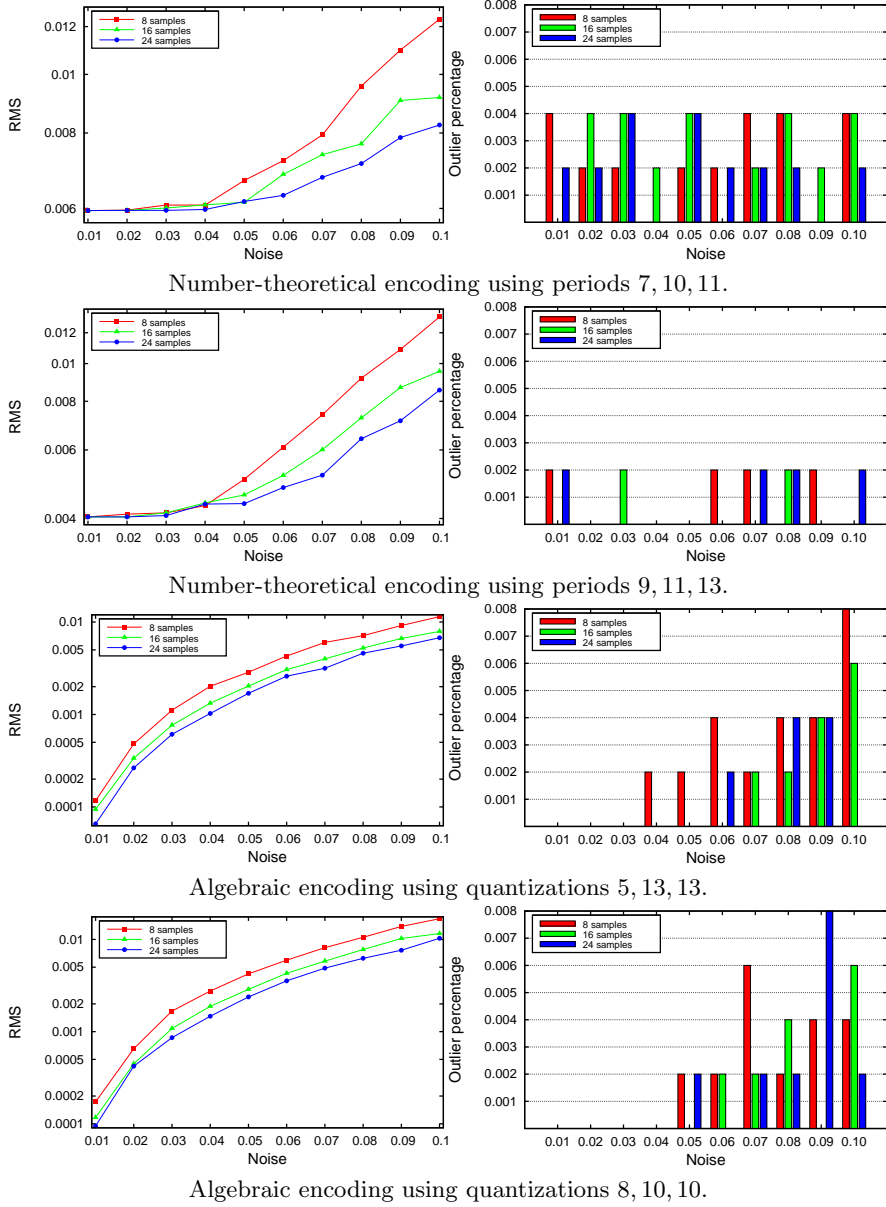 8 samples
16 samples
24 samples
0.012
0.01
0.008
0.006
RMS
0.01 0.02 0.03 0.04 0.05 0.06 0.07 0.08 0.09 0.1
Noise
8 samples
16 samples
24 samples
0.008
0.007
0.006
0.005
0.004
0.003
0.002
0.001
Outlier percentage
0.01 0.02 0.03 0.04 0.05 0.06 0.07 0.08 0.09 0.10
Noise
Number-theoretical encoding using periods 7, 10, 11.
8 samples
16 samples
24 samples
0.012
0.01
0.008
0.006
0.004
RMS
0.01 0.02 0.03 0.04 0.05 0.06 0.07 0.08 0.09 0.1
Noise
8 samples
16 samples
24 samples
0.008
0.007
0.006
0.005
0.004
0.003
0.002
0.001
Outlier percentage
0.01 0.02 0.03 0.04 0.05 0.06 0.07 0.08 0.09 0.10
Noise
Number-theoretical encoding using periods 9, 11, 13.
8 samples
16 samples
24 samples
0.01
0.005
0.002
0.001
0.0005
0.0002
0.0001
RMS
0.01 0.02 0.03 0.04 0.05 0.06 0.07 0.08 0.09 0.1
Noise
8 samples
16 samples
24 samples
0.008
0.007
0.006
0.005
0.004
0.003
0.002
0.001
Outlier percentage
0.01 0.02 0.03 0.04 0.05 0.06 0.07 0.08 0.09 0.10
Noise
Algebraic encoding using quantizations 5, 13, 13.
8 samples
16 samples
24 samples
0.01
0.005
0.002
0.001
0.0005
0.0002
0.0001
RMS
0.01 0.02 0.03 0.04 0.05 0.06 0.07 0.08 0.09 0.1
Noise
8 samples
16 samples
24 samples
0.008
0.007
0.006
0.005
0.004
0.003
0.002
0.001
Outlier percentage
0.01 0.02 0.03 0.04 0.05 0.06 0.07 0.08 0.09 0.10
Noise
Algebraic encoding using quantizations 8, 10, 10.